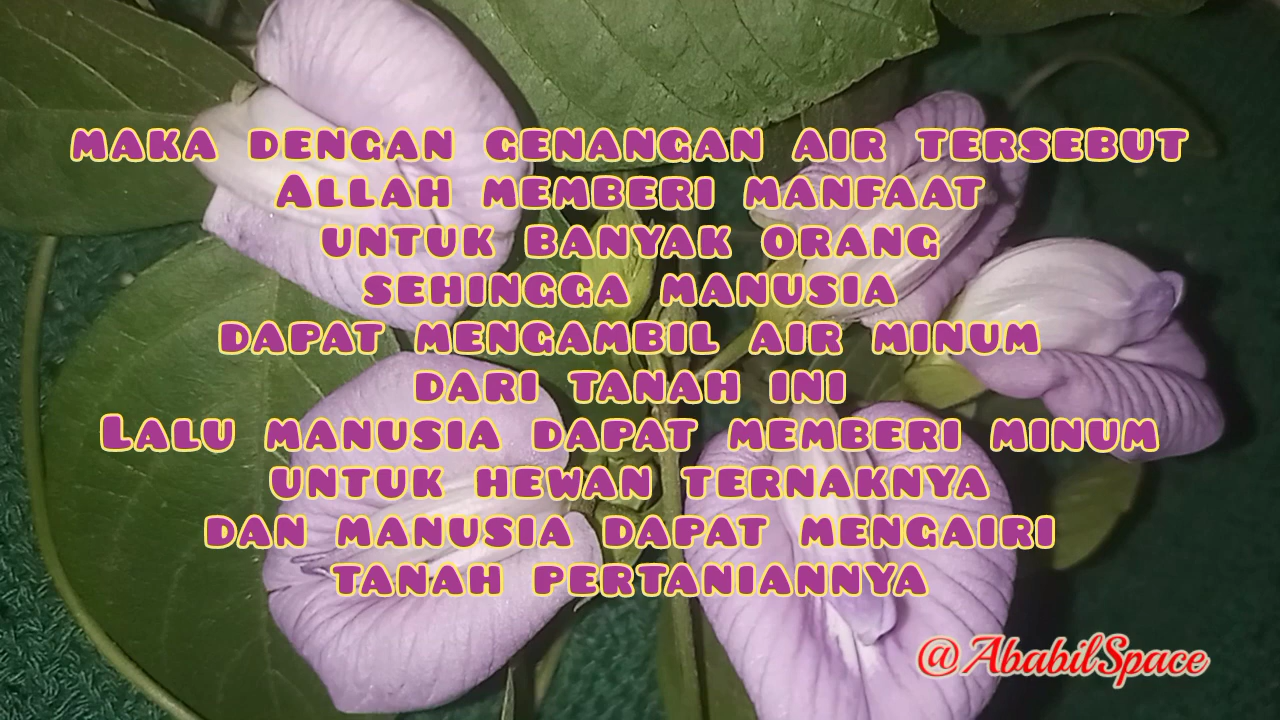 MAKA DENGAN GENANGAN AIR TERSEBUT
ALLAH MEMBERI MANFAAT
UNTUK BANYAK ORANG
SEHINGGA MANUSIA
DAPAT MENGAMBIL AIR MINUM
DARI TANAH INI
LALU MANUSIA DAPAT MEMBERI MINUM
UNTUK HEWAN TERNAKNYA
DAN MANUSIA DAPAT MENGAIRI
TANAH PERTANIANNYA
@AbabilSpace